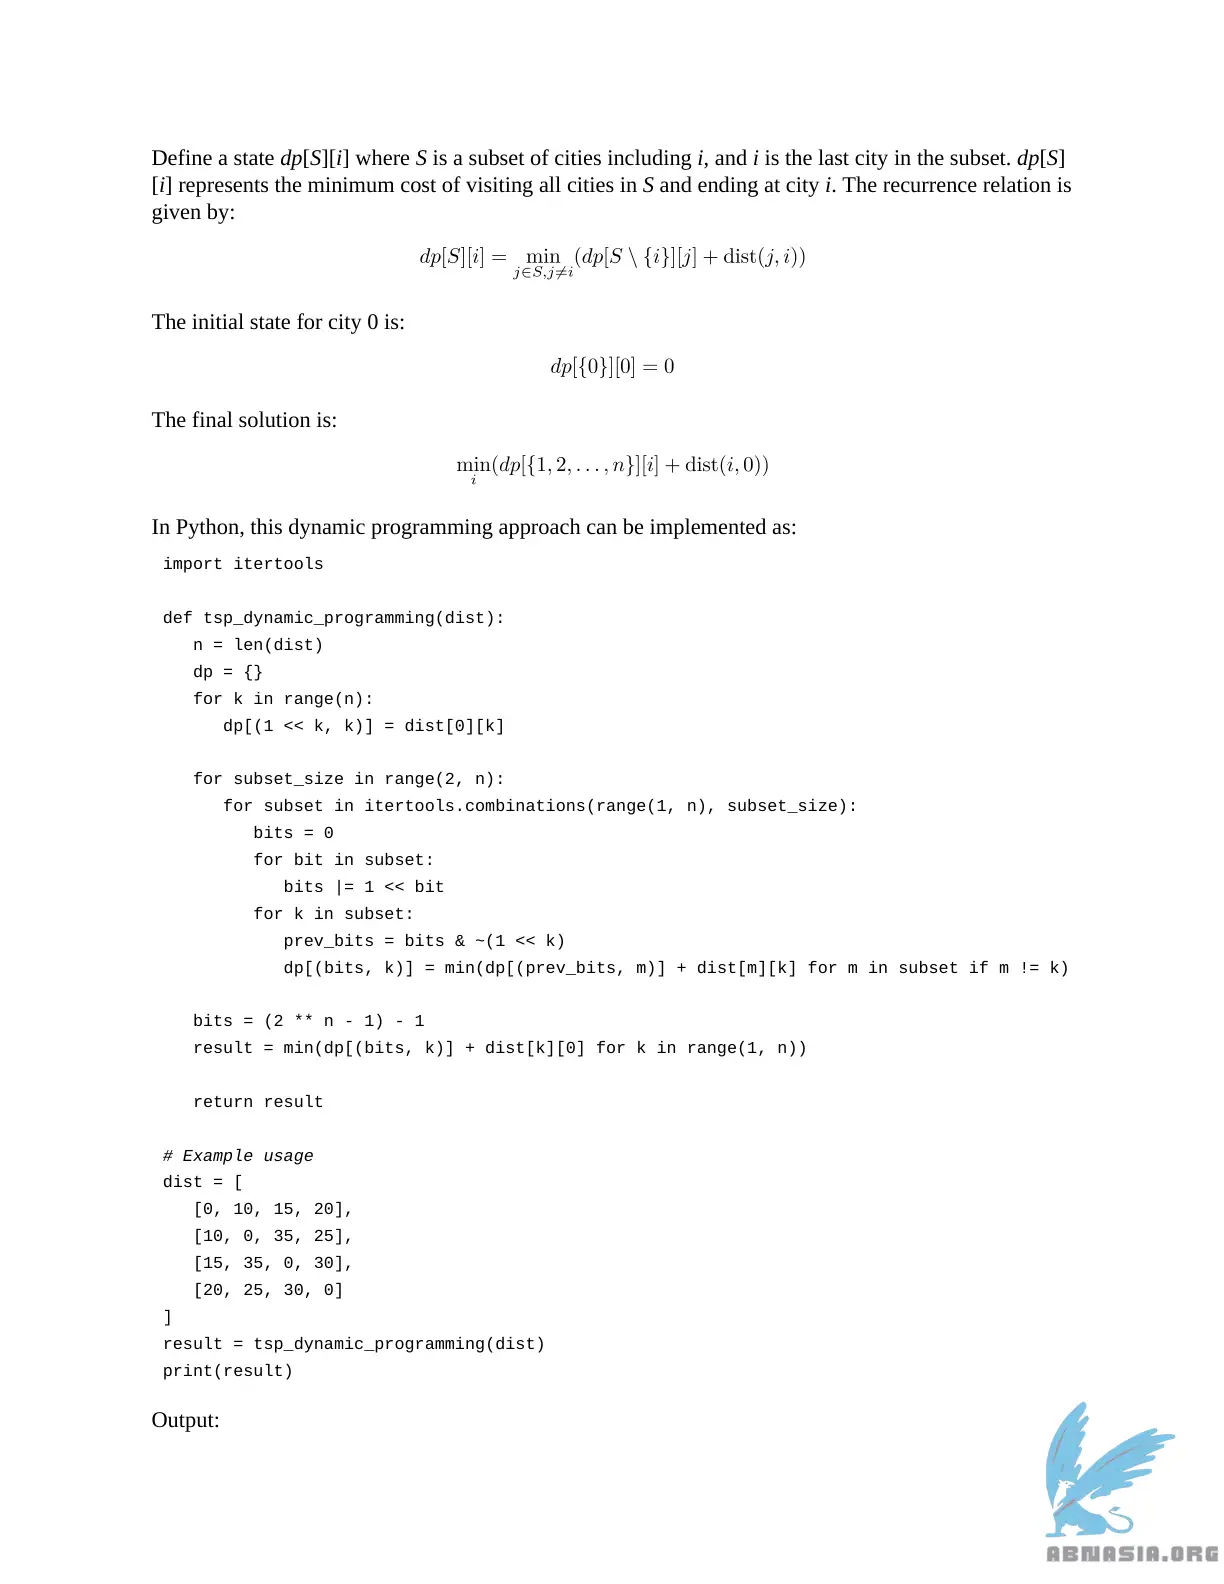 Define a state dp[S][i] where S is a subset of cities including i, and i is the last city in the subset. dp[S]
[i] represents the minimum cost of visiting all cities in S and ending at city i. The recurrence relation is
given by:
dp[S][i] = min_{j∈S,j≠i}(dp[S \ {i}][j] + dist(j, i))
The initial state for city 0 is:
dp[{0}][0] = 0
The final solution is:
min_i(dp[{1, 2, . . . , n}][i] + dist(i, 0))
In Python, this dynamic programming approach can be implemented as:
import itertools
def tsp_dynamic_programming(dist):
   n = len(dist)
   dp = {}
   for k in range(n):
      dp[(1 << k, k)] = dist[0][k]
   for subset_size in range(2, n):
      for subset in itertools.combinations(range(1, n), subset_size):
         bits = 0
         for bit in subset:
            bits |= 1 << bit
         for k in subset:
            prev_bits = bits & ~(1 << k)
            dp[(bits, k)] = min(dp[(prev_bits, m)] + dist[m][k] for m in subset if m != k)
   bits = (2 ** n - 1) - 1
   result = min(dp[(bits, k)] + dist[k][0] for k in range(1, n))
   return result
# Example usage
dist = [
   [0, 10, 15, 20],
   [10, 0, 35, 25],
   [15, 35, 0, 30],
   [20, 25, 30, 0]
]
result = tsp_dynamic_programming(dist)
print(result)
Output:
ABNASIA.ORG